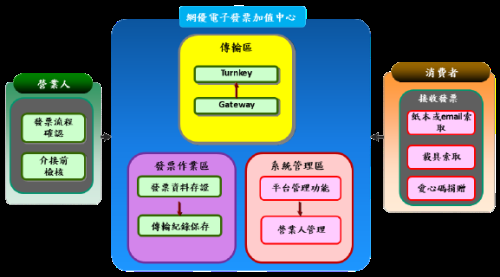 網優電子發票加值中心
傳輸區
Turnkey
Gateway
營業人
發票流程
確認
介接前
檢核
發票作業區
發票資料存證
傳輸紀錄保存
系統管理區
平台管理功能
營業人管理
消費者
接收發票
紙本或email索
取
載具索取
愛心碼捐贈